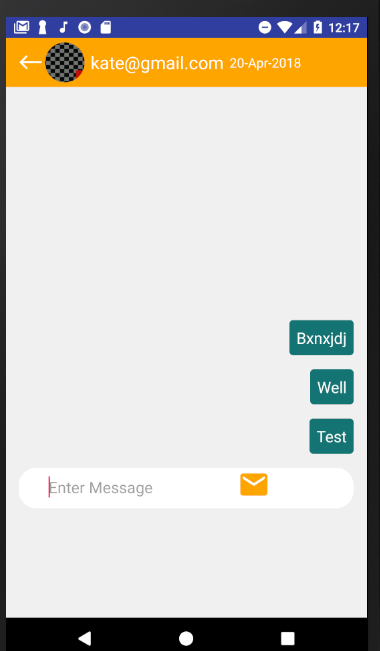 12:17
kate@gmail.com 20-Apr-2018
Bxnxjdj
Well
Test
Enter Message